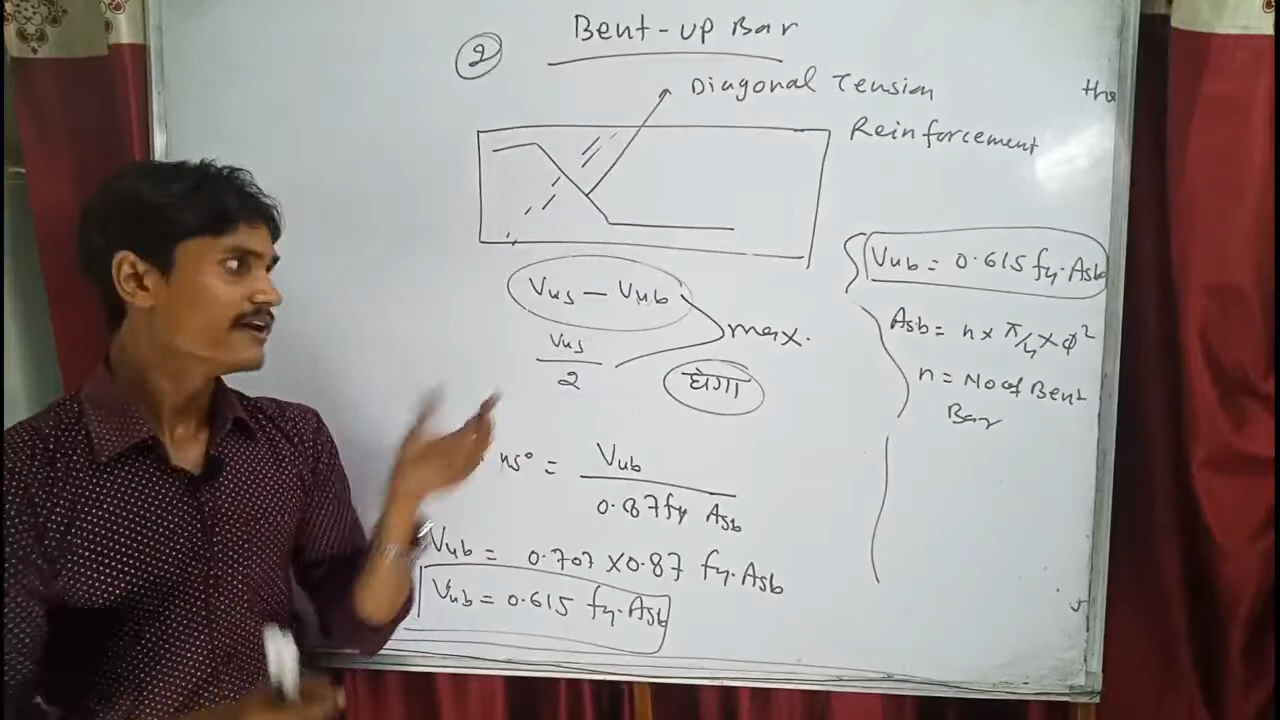 2
Bent-up Bar
Diagonal Tension
Reinforcement
Vus - Vub
Vus
2
max.
होगा
45° = Vub
0.87fy Asb
Vub = 0.707 × 0.87 fy.Asb
Vub = 0.615 fy.Asb
Vub = 0.615 fy.Asb
Asb = n × π/4 × φ²
n = No of Bent
Bar